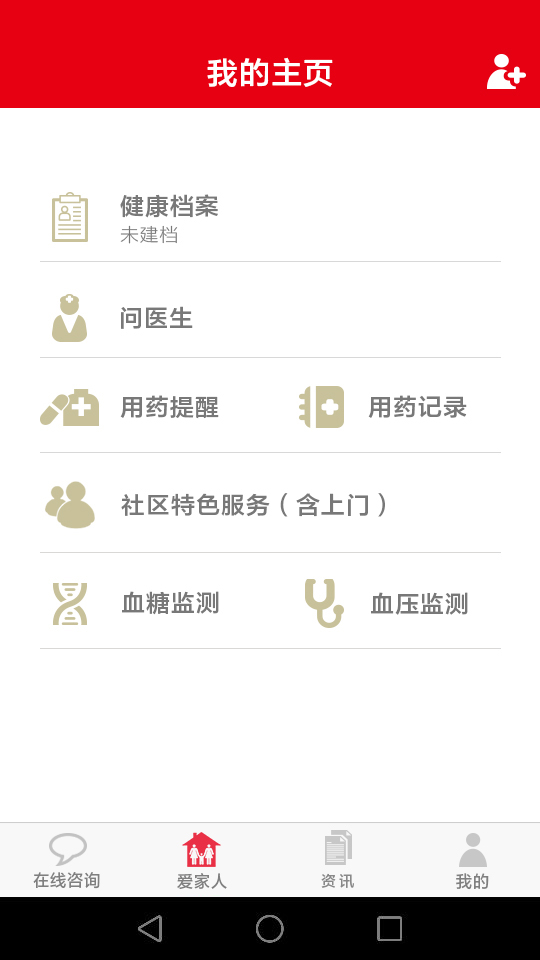 我的主页
健康档案
未建档
问医生
用药提醒
用药记录
社区特色服务（含上门）
血糖监测
血压监测
在线咨询
爱家人
资讯
我的